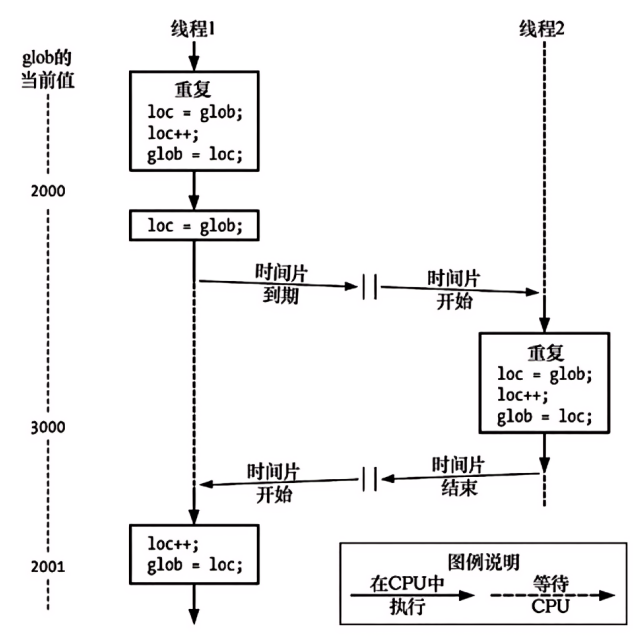 线程1
线程2
glob的
当前值
重复
loc = glob;
loc++;
glob = loc;
2000
loc = glob;
时间片
到期
时间片
开始
重复
loc = glob;
loc++;
glob = loc;
3000
时间片
开始
时间片
结束
loc++;
glob = loc;
2001
图例说明
在CPU中
执行
等待
CPU